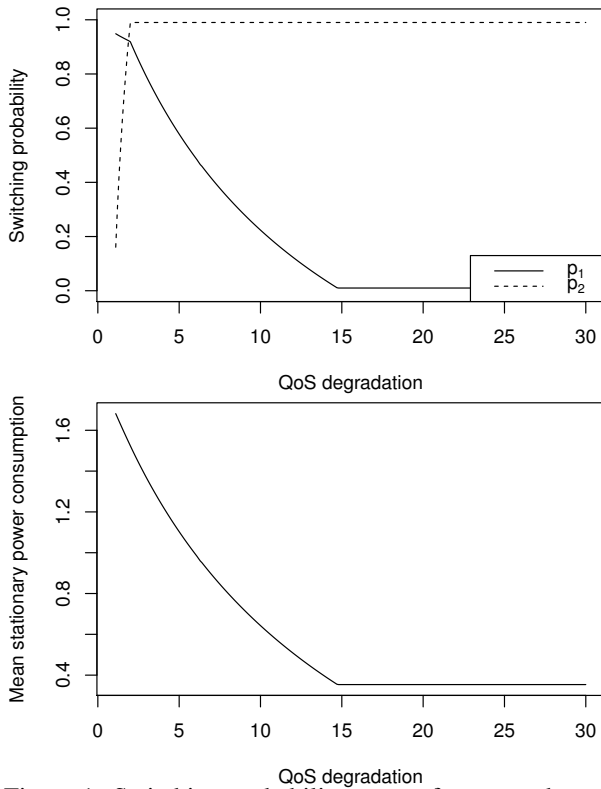 Switching probability
1.0
0.8
0.6
0.4
0.2
0.0
p1
p2
0 5 10 15 20 25 30
QoS degradation
Mean stationary power consumption
1.6
1.2
0.8
0.4
0 5 10 15 20 25 30
QoS degradation